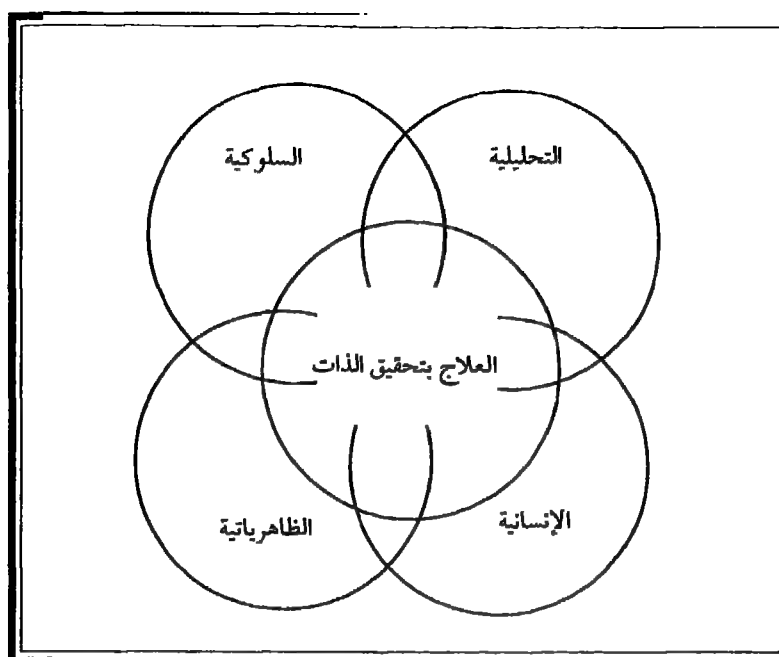 التحليلية
السلوكية
العلاج بتحقيق الذات
الإنسانية
الظاهرياتية